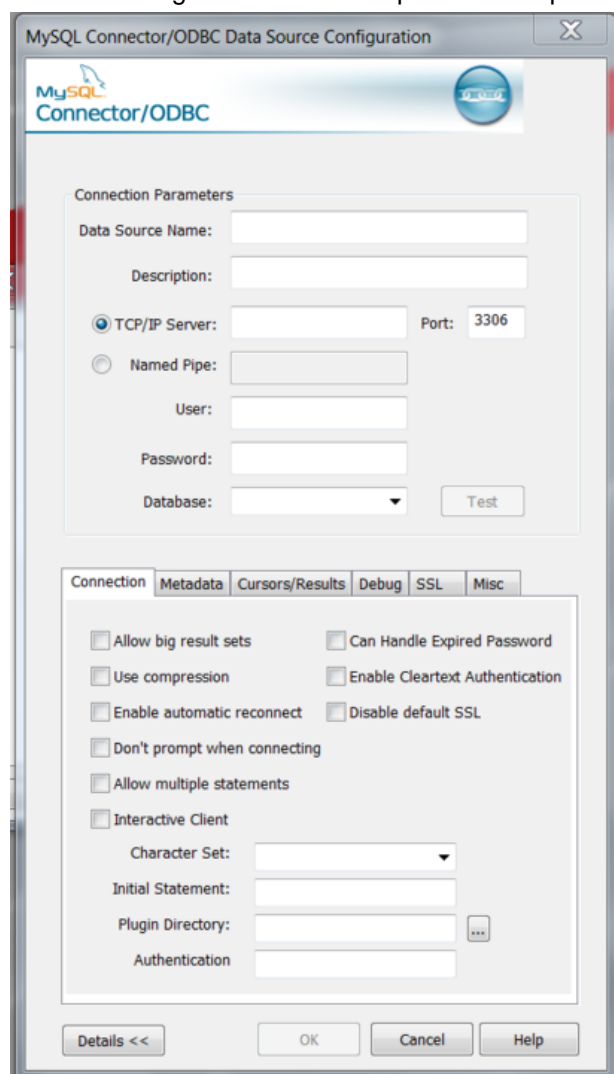 MySQL Connector/ODBC Data Source Configuration
MySQL
Connector/ODBC
Connection Parameters
Data Source Name:
Description:
TCP/IP Server:
Port: 3306
Named Pipe:
User:
Password:
Database:
Test
Connection Metadata Cursors/Results Debug SSL Misc
Allow big result sets
Can Handle Expired Password
Use compression
Enable Cleartext Authentication
Enable automatic reconnect
Disable default SSL
Don't prompt when connecting
Allow multiple statements
Interactive Client
Character Set:
Initial Statement:
Plugin Directory:
...
Authentication
Details <<
OK
Cancel
Help